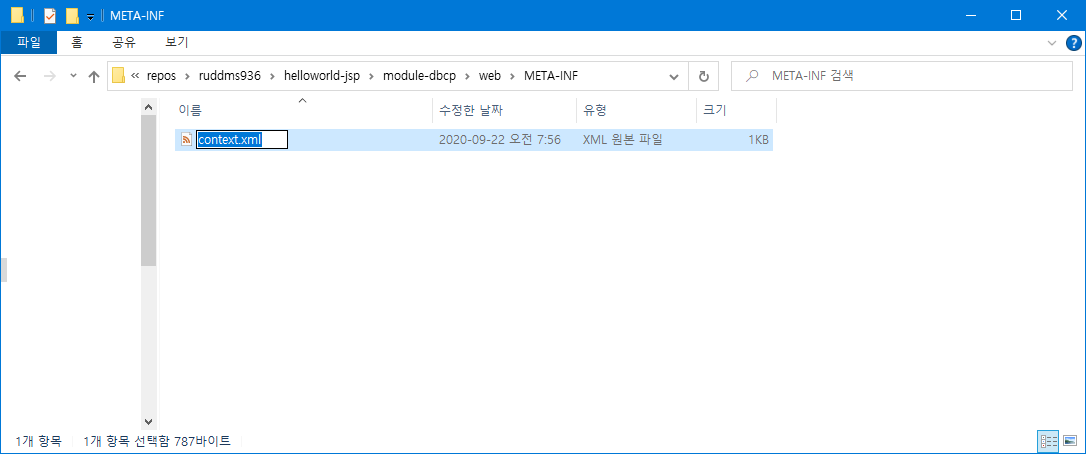 META-INF
파일 홈 공유 보기
« repos > ruddms936 > helloworld-jsp > module-dbcp > web > META-INF META-INF 검색
이름 수정한 날짜 유형 크기
context.xml 2020-09-22 오전 7:56 XML 원본 파일 1KB
1개 항목 1개 항목 선택함 787바이트